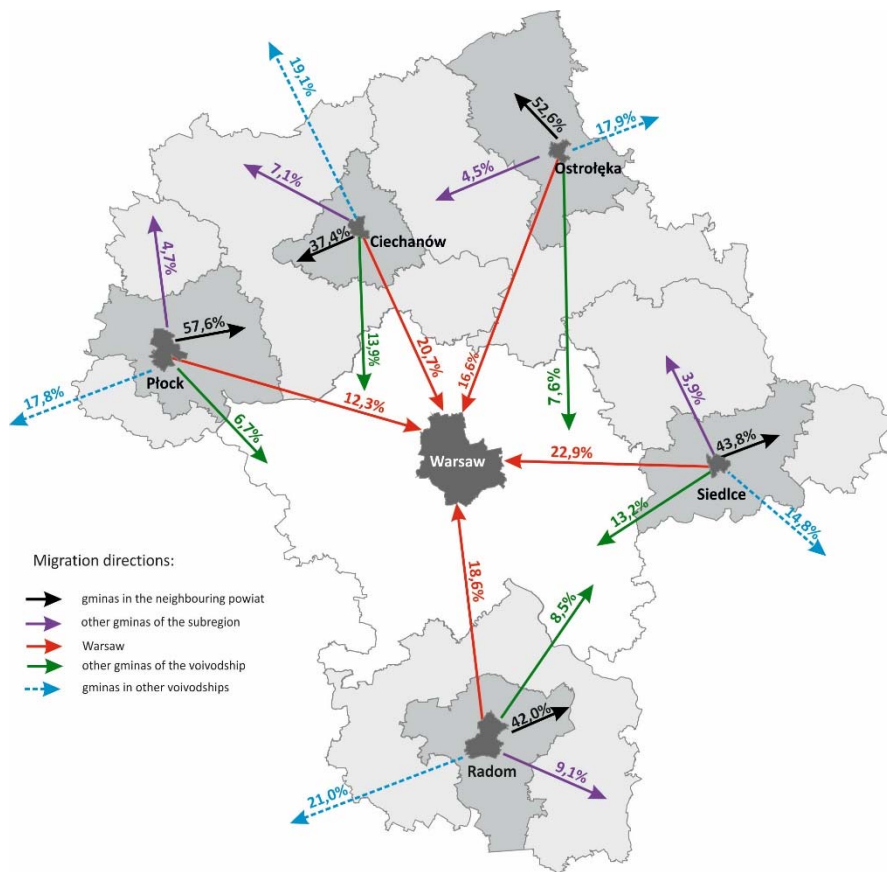 19,1%
52,6%
17,9%
Ostrołęka
4,5%
7,1%
37,4%
Ciechanów
4,7%
57,6%
Płock
17,8%
6,7%
13,9%
20,7%
16,6%
7,6%
12,3%
Warsaw
22,9%
3,9%
43,8%
Siedlce
13,2%
14,8%
18,6%
8,5%
42,0%
Radom
9,1%
21,0%
Migration directions:
gminas in the neighbouring powiat
other gminas of the subregion
Warsaw
other gminas of the voivodship
gminas in other voivodships